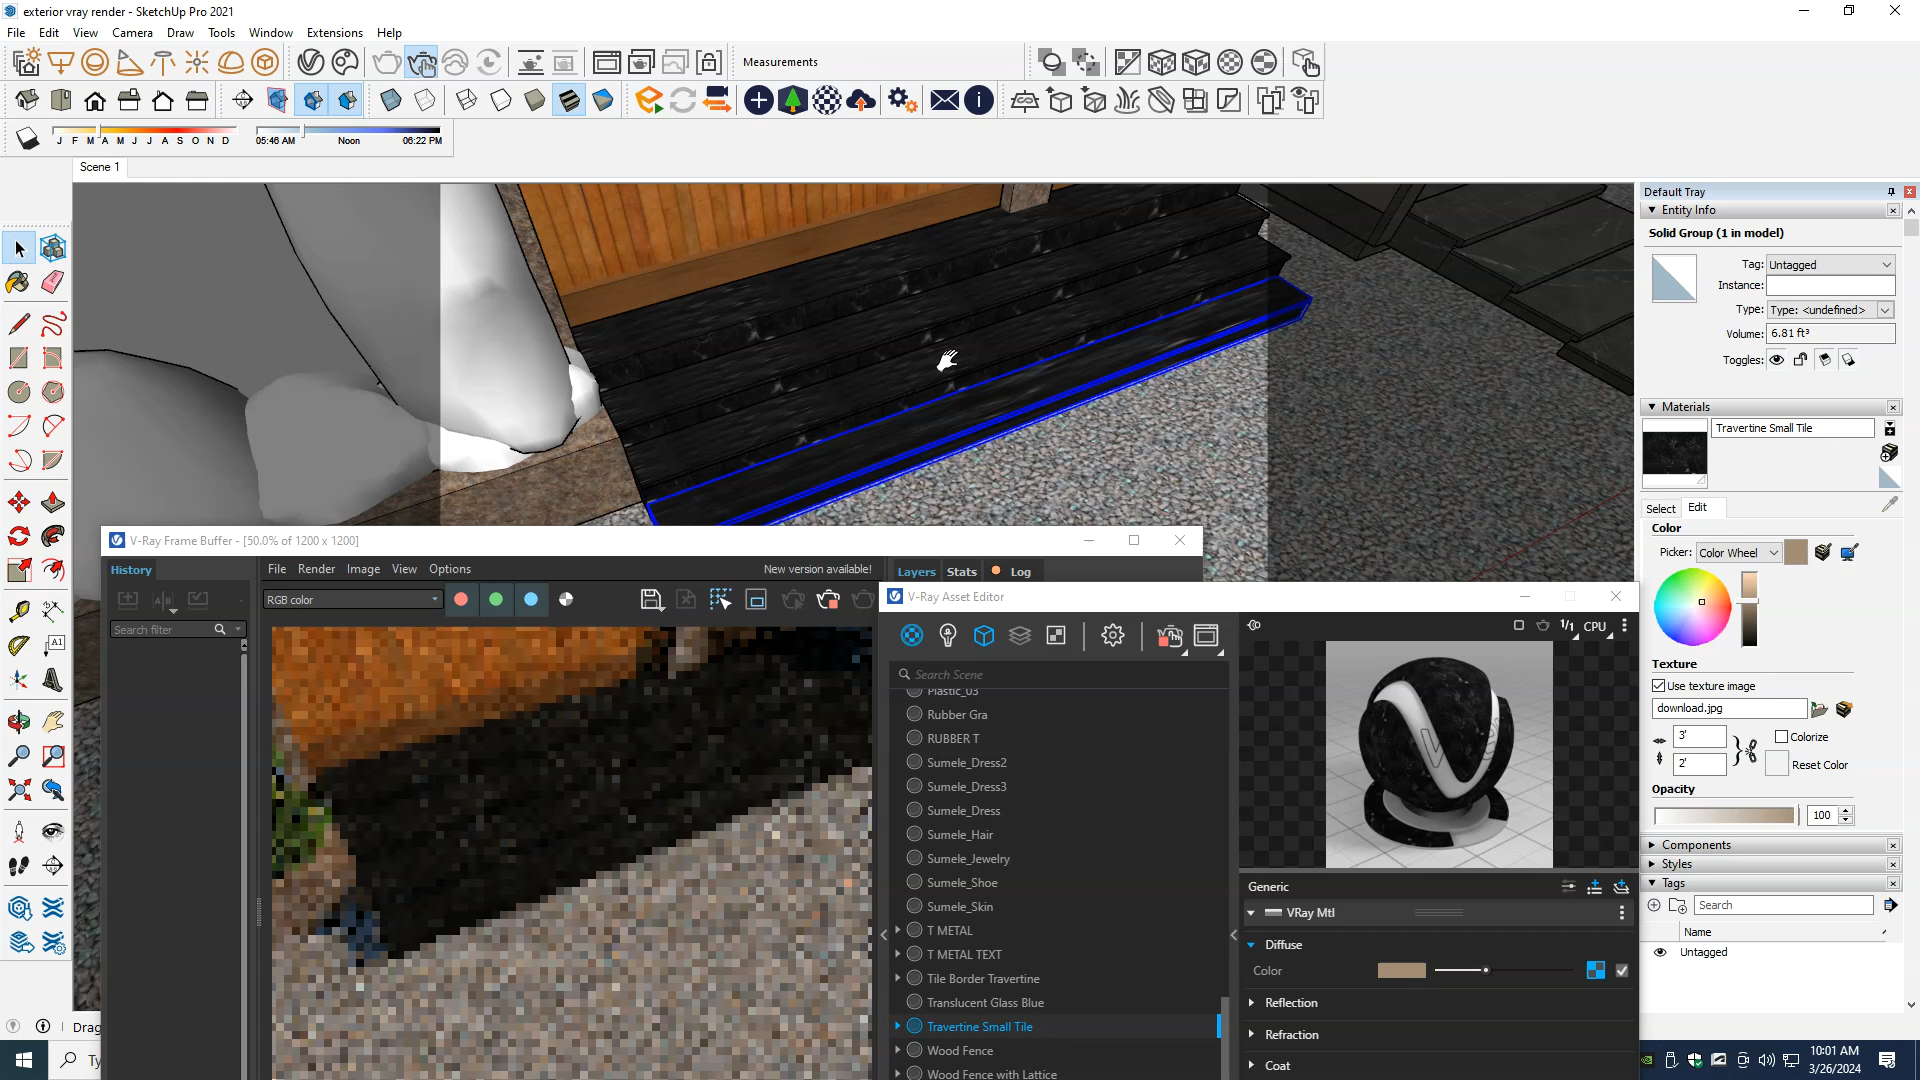 exterior vray render - SketchUp Pro 2021
File Edit View Camera Draw Tools Window Extensions Help
Measurements
J F M A M J J A S O N D
05:46 AM Noon 06:22 PM
Scene 1
Default Tray
Entity Info
Solid Group (1 in model)
Tag: Untagged
Instance:
Type: Type: <undefined>
Volume: 6.81 ft³
Toggles:
Materials
Travertine Small Tile
Select Edit
Color
Picker: Color Wheel
Texture
Use texture image
download.jpg
3'
Colorize
2'
Reset Color
Opacity
100
Components
Styles
Tags
Search
Name
Untagged
V-Ray Frame Buffer - [50.0% of 1200 x 1200]
History
File Render Image View Options
New version available!
Layers Stats Log
RGB color
Search filter
V-Ray Asset Editor
1/1 CPU
Search Scene
Plastic_03
Rubber Gra
RUBBER T
Sumele_Dress2
Sumele_Dress3
Sumele_Dress
Sumele_Hair
Sumele_Jewelry
Sumele_Shoe
Sumele_Skin
T METAL
T METAL TEXT
Tile Border Travertine
Translucent Glass Blue
Travertine Small Tile
Wood Fence
Wood Fence with Lattice
Generic
VRay Mtl
Diffuse
Color
Reflection
Refraction
Coat
A1
Drag
Ty
10:01 AM
3/26/2024